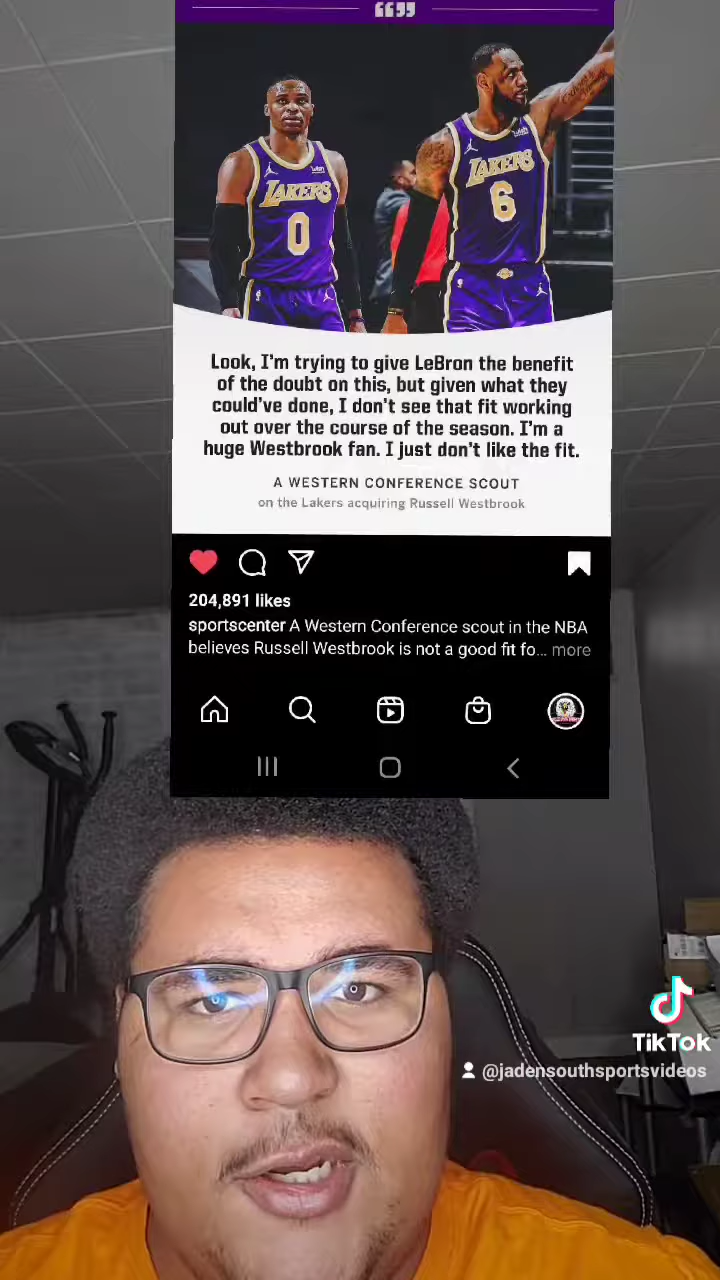 LAKERS
0
LAKERS
6
Look, I'm trying to give LeBron the benefit
of the doubt on this, but given what they
could've done, I don't see that fit working
out over the course of the season. I'm a
huge Westbrook fan. I just don't like the fit.
A WESTERN CONFERENCE SCOUT
on the Lakers acquiring Russell Westbrook
204,891 likes
sportscenter A Western Conference scout in the NBA
believes Russell Westbrook is not a good fit fo... more
TikTok
@jadensouthsportsvideos